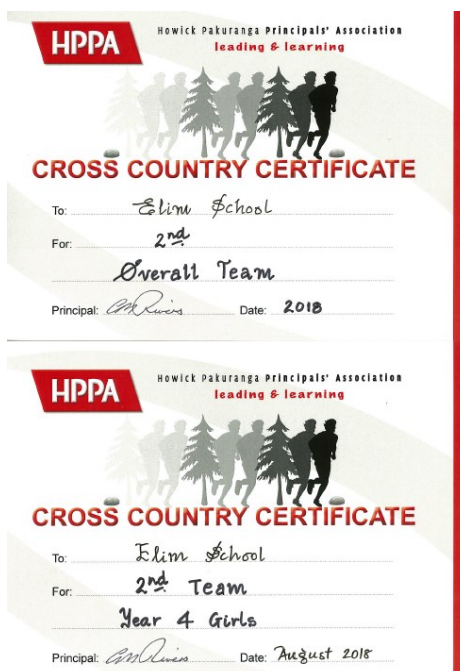 HPPA
Howick Pakuranga Principals' Association
leading & learning
CROSS COUNTRY CERTIFICATE
To: Elim School
For: 2nd
Overall Team
Principal: Date: 2018
HPPA
Howick Pakuranga Principals' Association
leading & learning
CROSS COUNTRY CERTIFICATE
To: Elim School
For: 2nd Team
Year 4 Girls
Principal: Date: August 2018